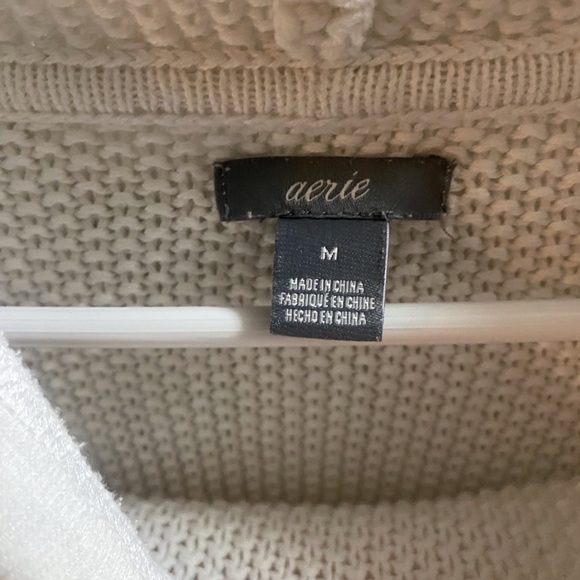 aerie
M
MADE IN CHINA
FABRIQUÉ EN CHINE
HECHO EN CHINA